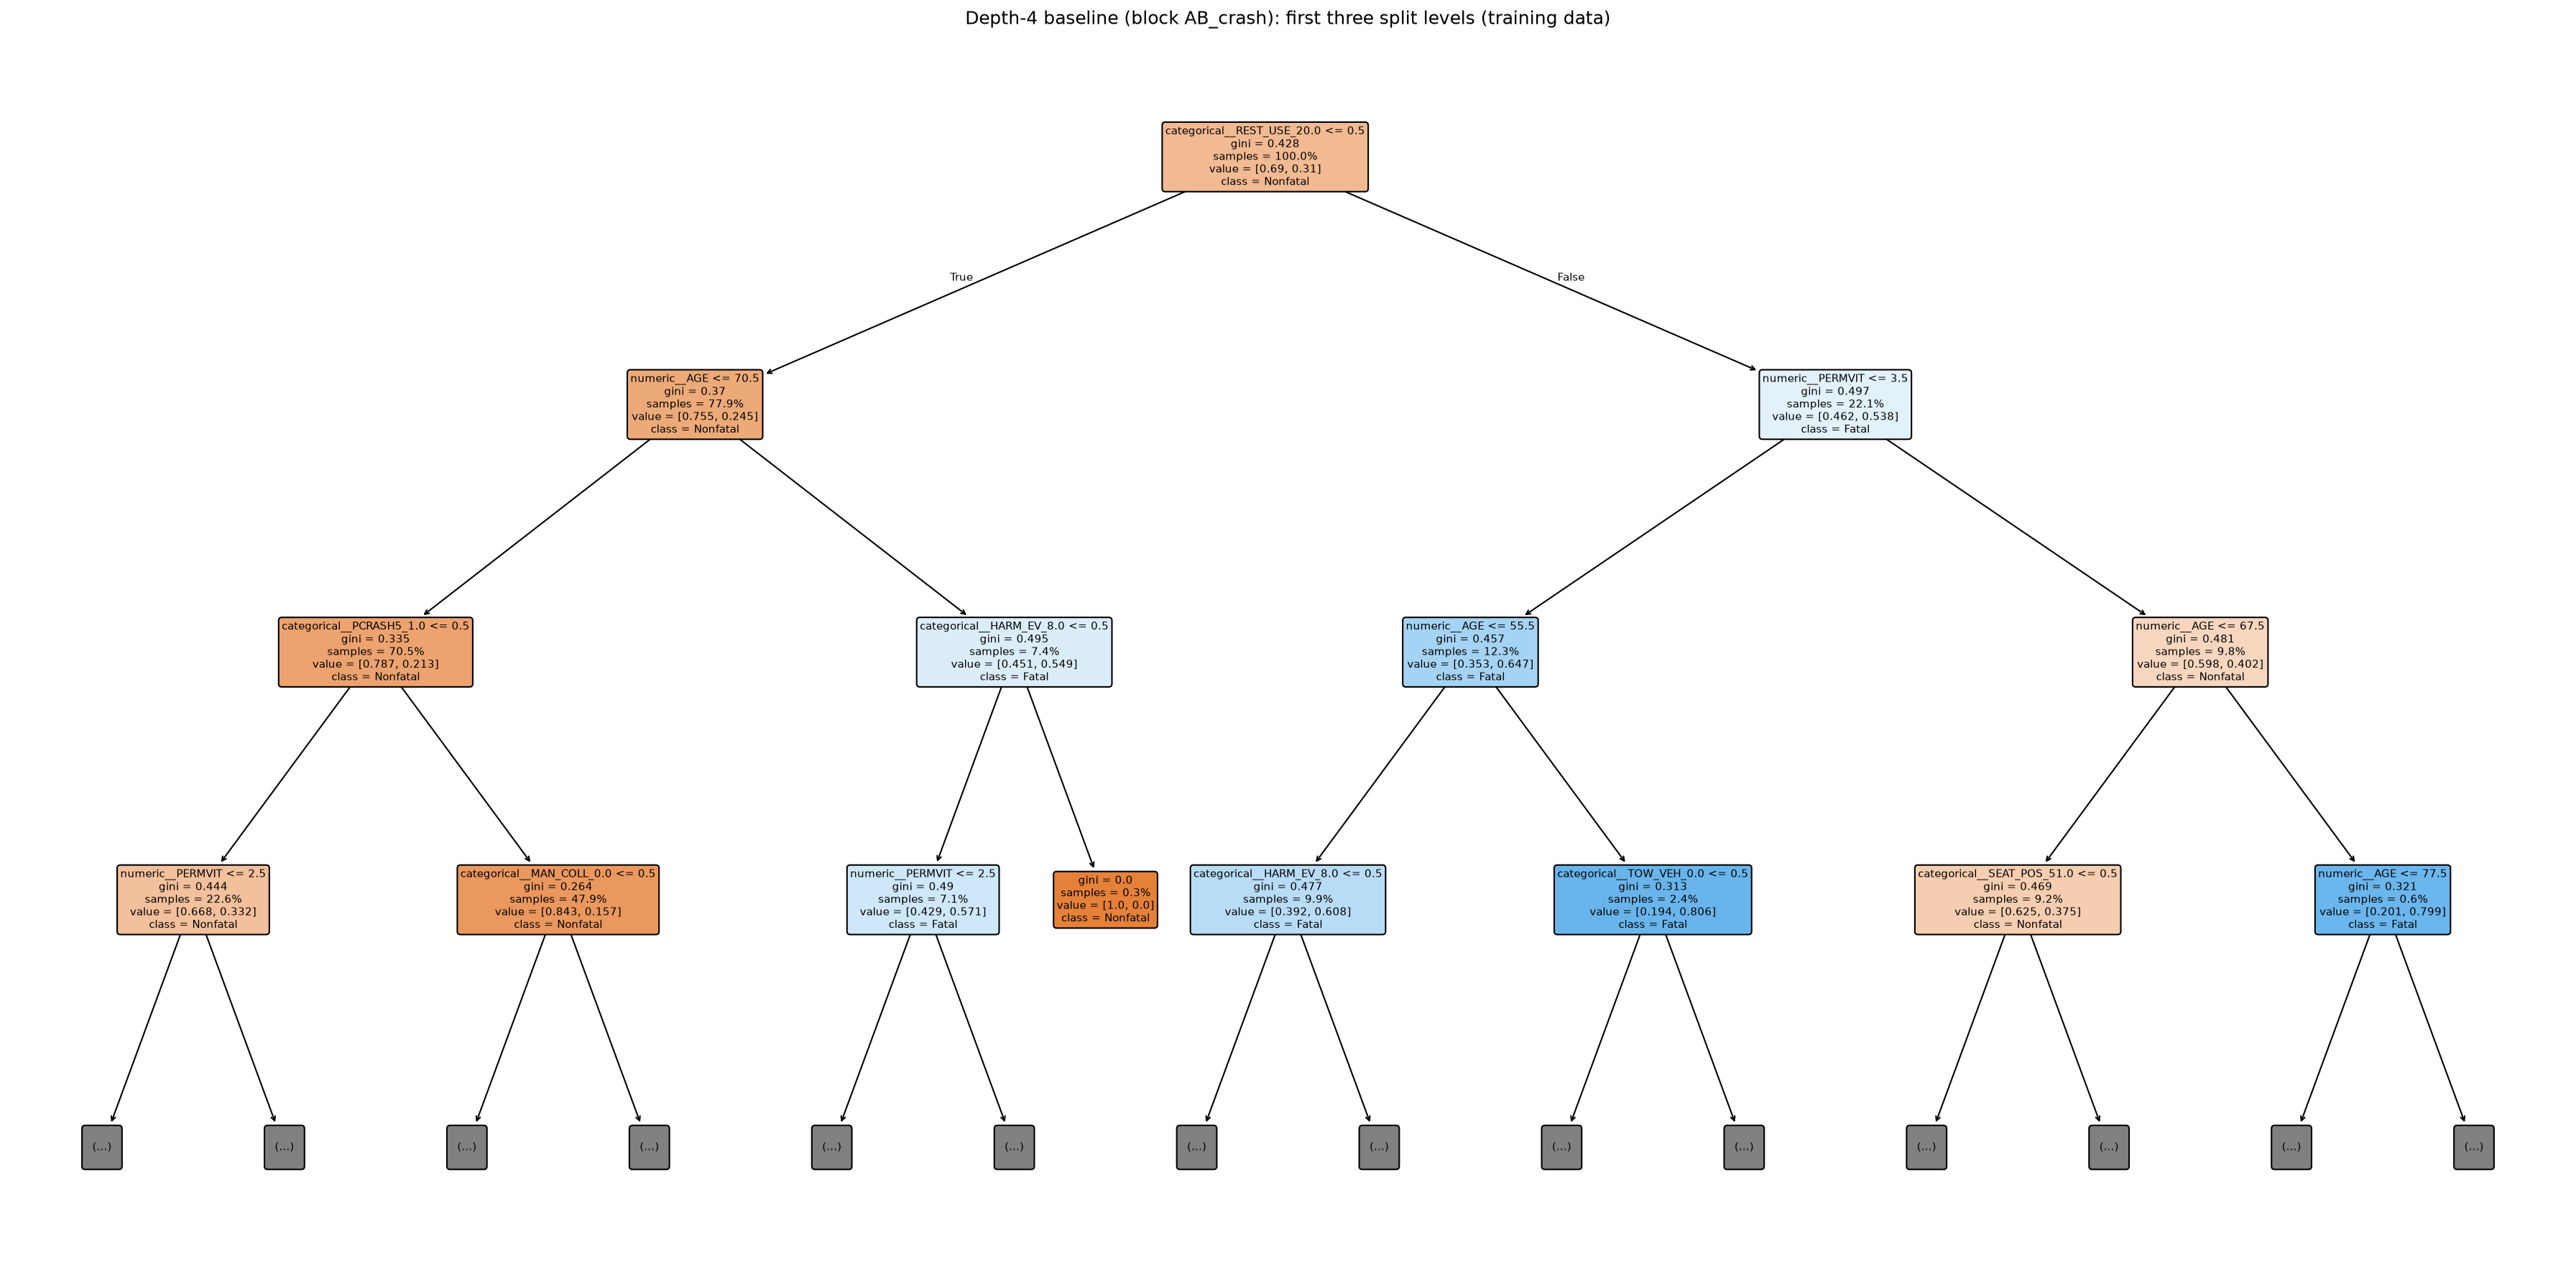 Depth-4 baseline (block AB_crash): first three split levels (training data)
categorical__REST_USE_20.0 <= 0.5
gini = 0.428
samples = 100.0%
value = [0.69, 0.31]
class = Nonfatal
True
False
numeric__AGE <= 70.5
gini = 0.37
samples = 77.9%
value = [0.755, 0.245]
class = Nonfatal
numeric__PERMVIT <= 3.5
gini = 0.497
samples = 22.1%
value = [0.462, 0.538]
class = Fatal
categorical__PCRASH5_1.0 <= 0.5
gini = 0.335
samples = 70.5%
value = [0.787, 0.213]
class = Nonfatal
categorical__HARM_EV_8.0 <= 0.5
gini = 0.495
samples = 7.4%
value = [0.451, 0.549]
class = Fatal
numeric__AGE <= 55.5
gini = 0.457
samples = 12.3%
value = [0.353, 0.647]
class = Fatal
numeric__AGE <= 67.5
gini = 0.481
samples = 9.8%
value = [0.598, 0.402]
class = Nonfatal
numeric__PERMVIT <= 2.5
gini = 0.444
samples = 22.6%
value = [0.668, 0.332]
class = Nonfatal
categorical__MAN_COLL_0.0 <= 0.5
gini = 0.264
samples = 47.9%
value = [0.843, 0.157]
class = Nonfatal
numeric__PERMVIT <= 2.5
gini = 0.49
samples = 7.1%
value = [0.429, 0.571]
class = Fatal
gini = 0.0
samples = 0.3%
value = [1.0, 0.0]
class = Nonfatal
categorical__HARM_EV_8.0 <= 0.5
gini = 0.477
samples = 9.9%
value = [0.392, 0.608]
class = Fatal
categorical__TOW_VEH_0.0 <= 0.5
gini = 0.313
samples = 2.4%
value = [0.194, 0.806]
class = Fatal
categorical__SEAT_POS_51.0 <= 0.5
gini = 0.469
samples = 9.2%
value = [0.625, 0.375]
class = Nonfatal
numeric__AGE <= 77.5
gini = 0.321
samples = 0.6%
value = [0.201, 0.799]
class = Fatal
(...)
(...)
(...)
(...)
(...)
(...)
(...)
(...)
(...)
(...)
(...)
(...)
(...)
(...)